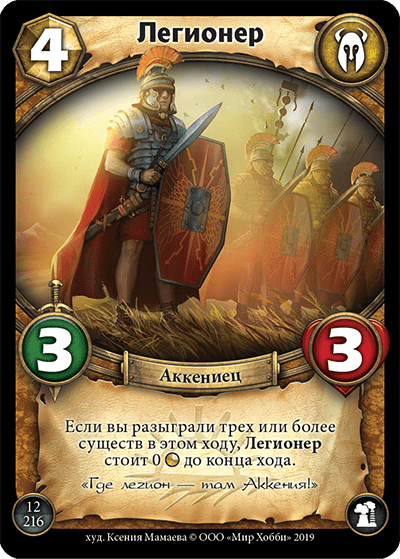 4
Легионер
3
3
Аккениец
Если вы разыграли трех или более
существ в этом ходу, Легионер
стоит 0 до конца хода.
«Где легион — там Аккения!»
12
216
худ. Ксения Мамаева © ООО «Мир Хобби» 2019